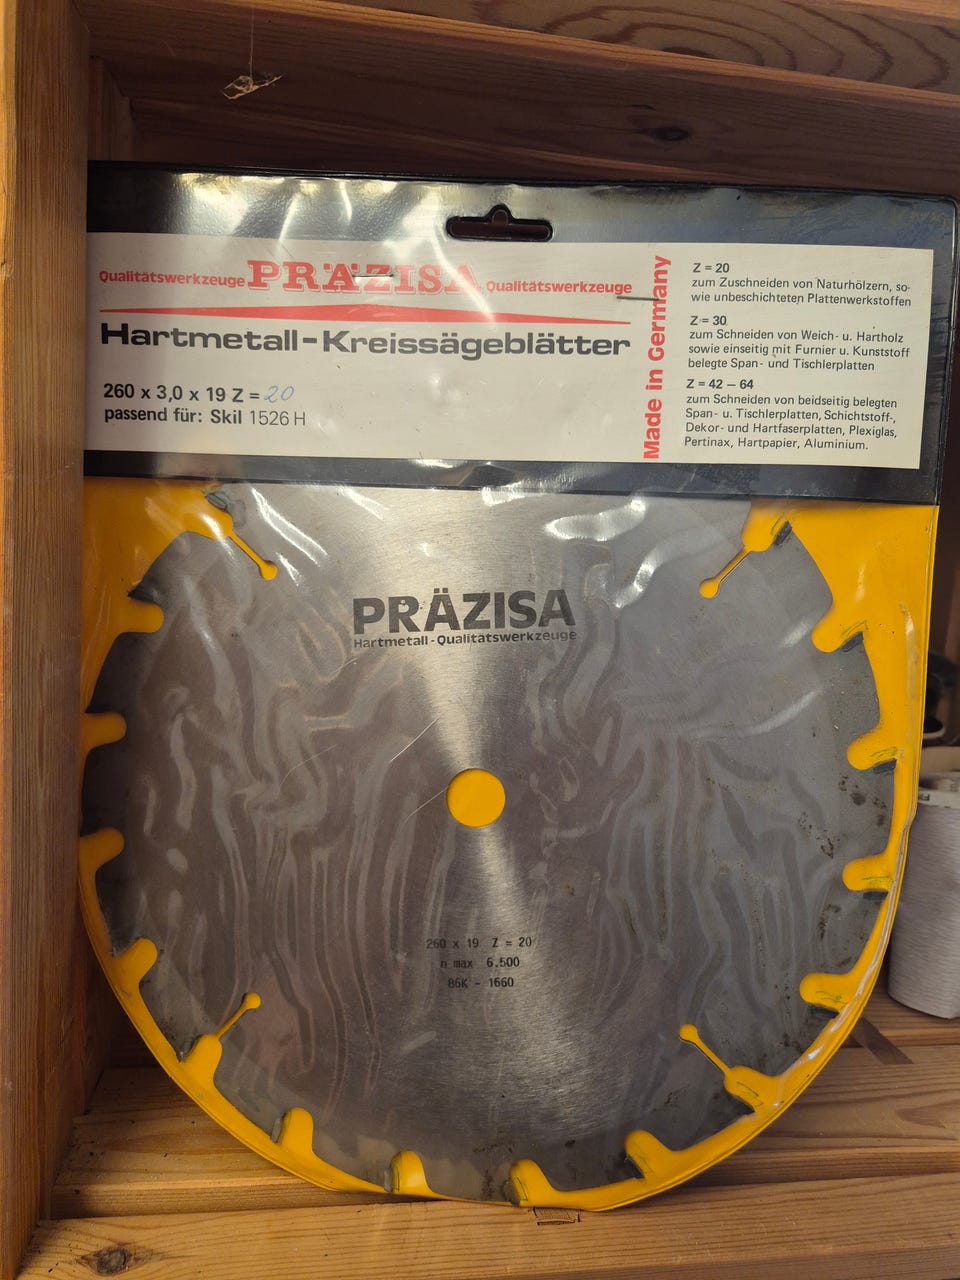 Qualitätswerkzeuge PRÄZISA Qualitätswerkzeuge
Hartmetall-Kreissägeblätter
260 x 3,0 x 19 Z = 20
passend für: Skil 1526 H
Made in Germany
Z = 20
zum Zuschneiden von Naturhölzern, so-
wie unbeschichteten Plattenwerkstoffen
Z = 30
zum Schneiden von Weich- u. Hartholz
sowie einseitig mit Furnier u. Kunststoff
belegte Span- und Tischlerplatten
Z = 42 – 64
zum Schneiden von beidseitig belegten
Span- u. Tischlerplatten, Schichtstoff-,
Dekor- und Hartfaserplatten, Plexiglas,
Pertinax, Hartpapier, Aluminium.
PRÄZISA
Hartmetall-Qualitätswerkzeuge
260 x 19 Z = 20
n max 6.500
86K - 1660